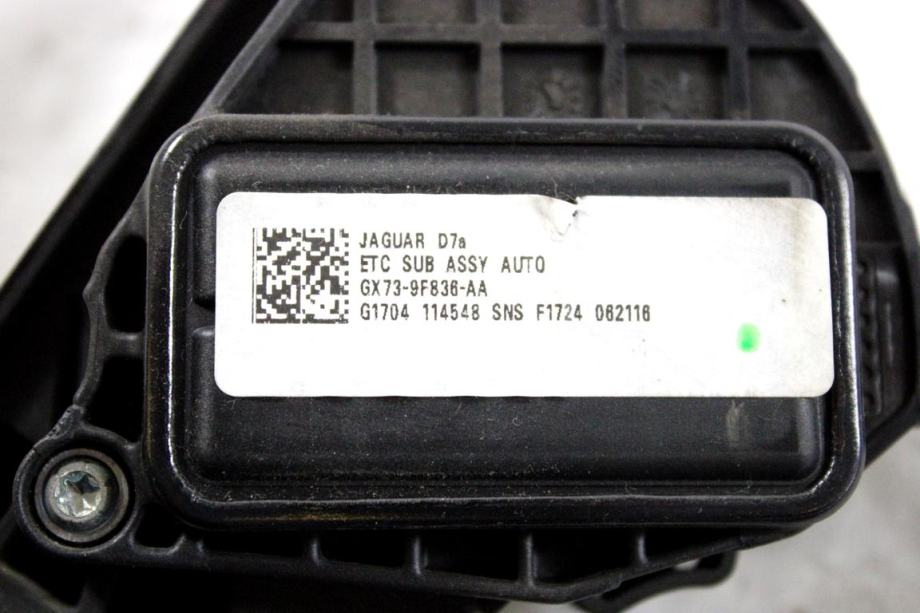 JAGUAR D7a
ETC SUB ASSY AUTO
GX73-9F836-AA
G1704 114548 SNS F1724 062116